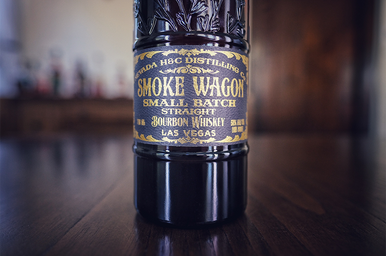 NEVADA H&C DISTILLING CO.
SMOKE WAGON
SMALL BATCH
STRAIGHT
BOURBON WHISKEY
LAS VEGAS